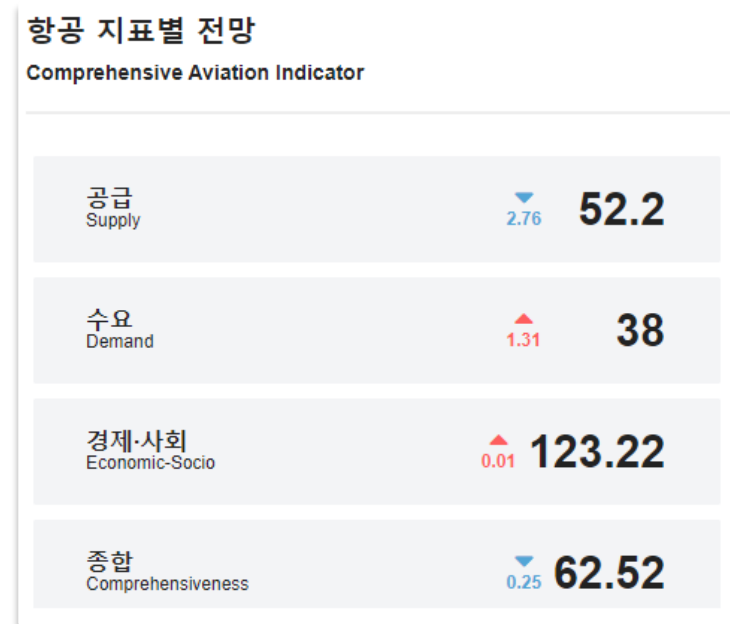 항공 지표별 전망
Comprehensive Aviation Indicator
공급
Supply
▼
2.76
52.2
수요
Demand
▲
1.31
38
경제·사회
Economic-Socio
▲
0.01
123.22
종합
Comprehensiveness
▼
0.25
62.52